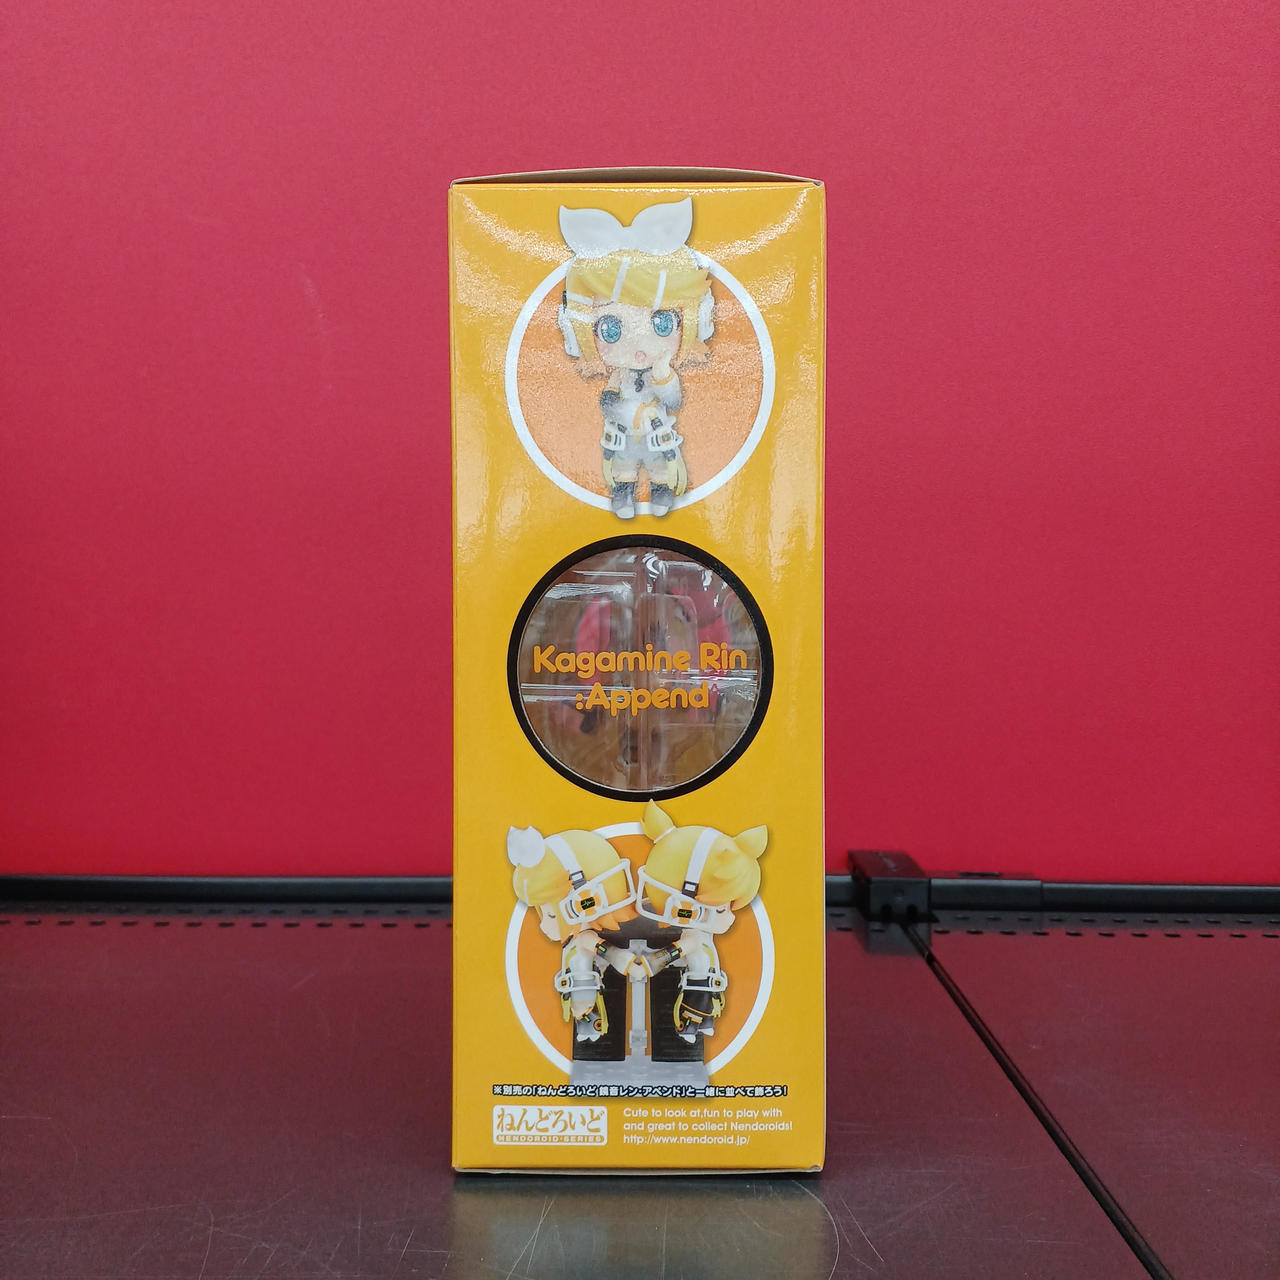 Kagamine Rin
:Append
※別売の「ねんどろいど 鏡音レン:アペンド」と一緒に並べて飾ろう!
ねんどろいど
NENDOROID•SERIES
Cute to look at,fun to play with
and great to collect Nendoroids!
http://www.nendoroid.jp/